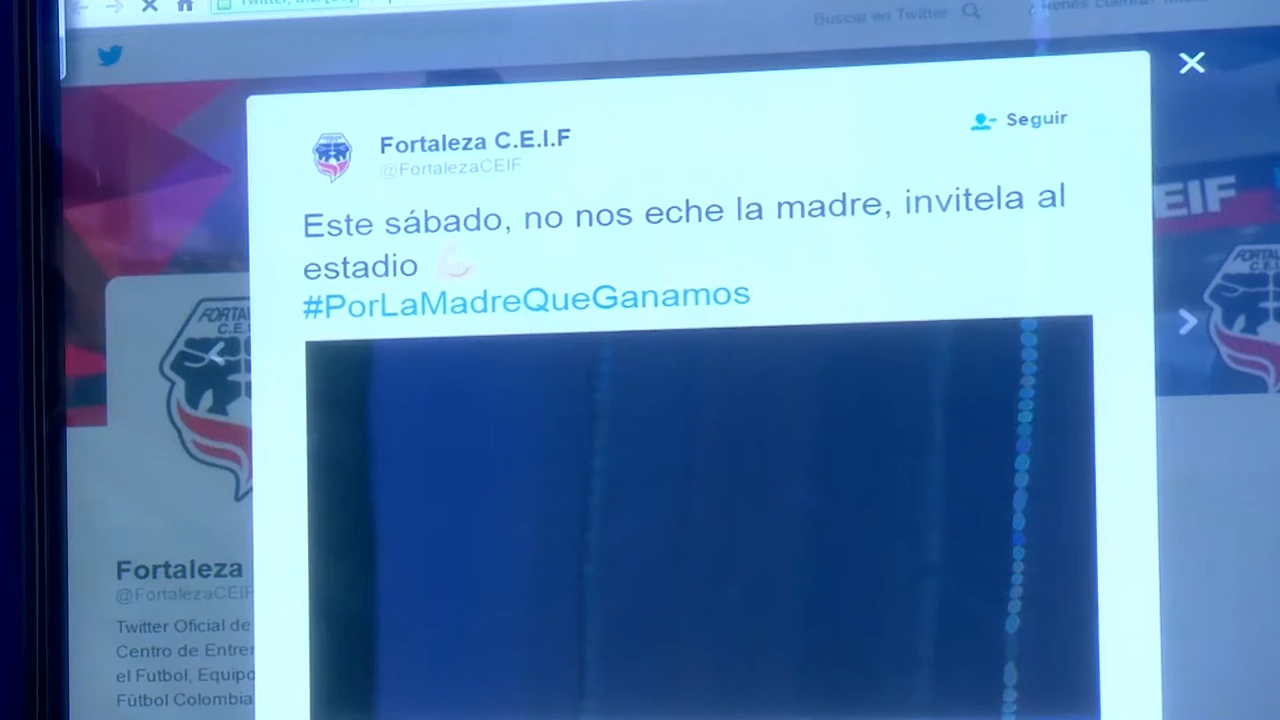 Buscar en Twitter
Fortaleza C.E.I.F
@FortalezaCEIF
Seguir
Este sábado, no nos eche la madre, invitela al
estadio
#PorLaMadreQueGanamos
EIF
Fortaleza
@FortalezaCEIF
Twitter Oficial de
Centro de Entre
el Futbol, Equipo
Fútbol Colombia